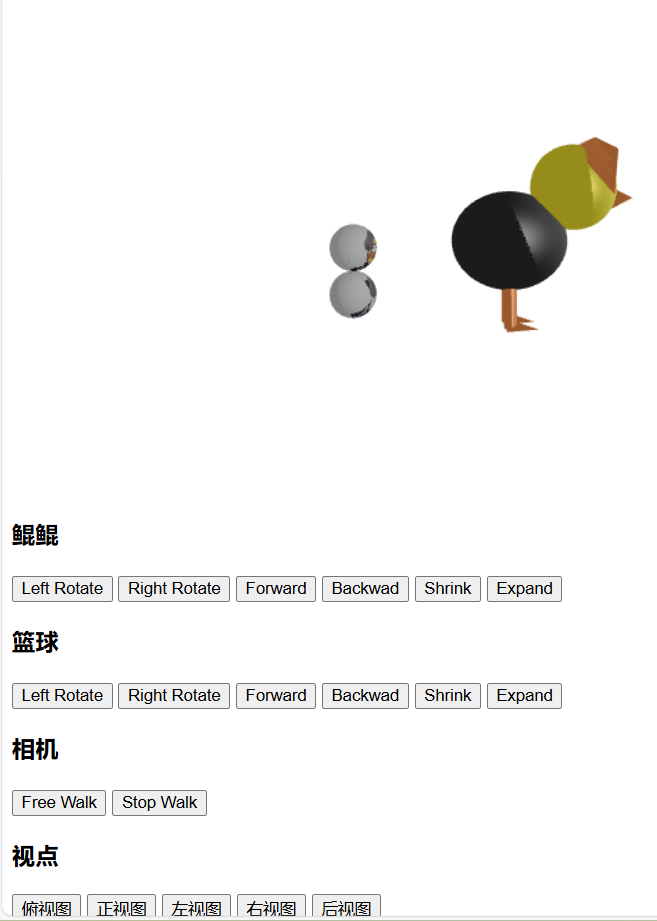 鲲鲲
Left Rotate Right Rotate Forward Backwad Shrink Expand
篮球
Left Rotate Right Rotate Forward Backwad Shrink Expand
相机
Free Walk Stop Walk
视点
俯视图 正视图 左视图 右视图 后视图